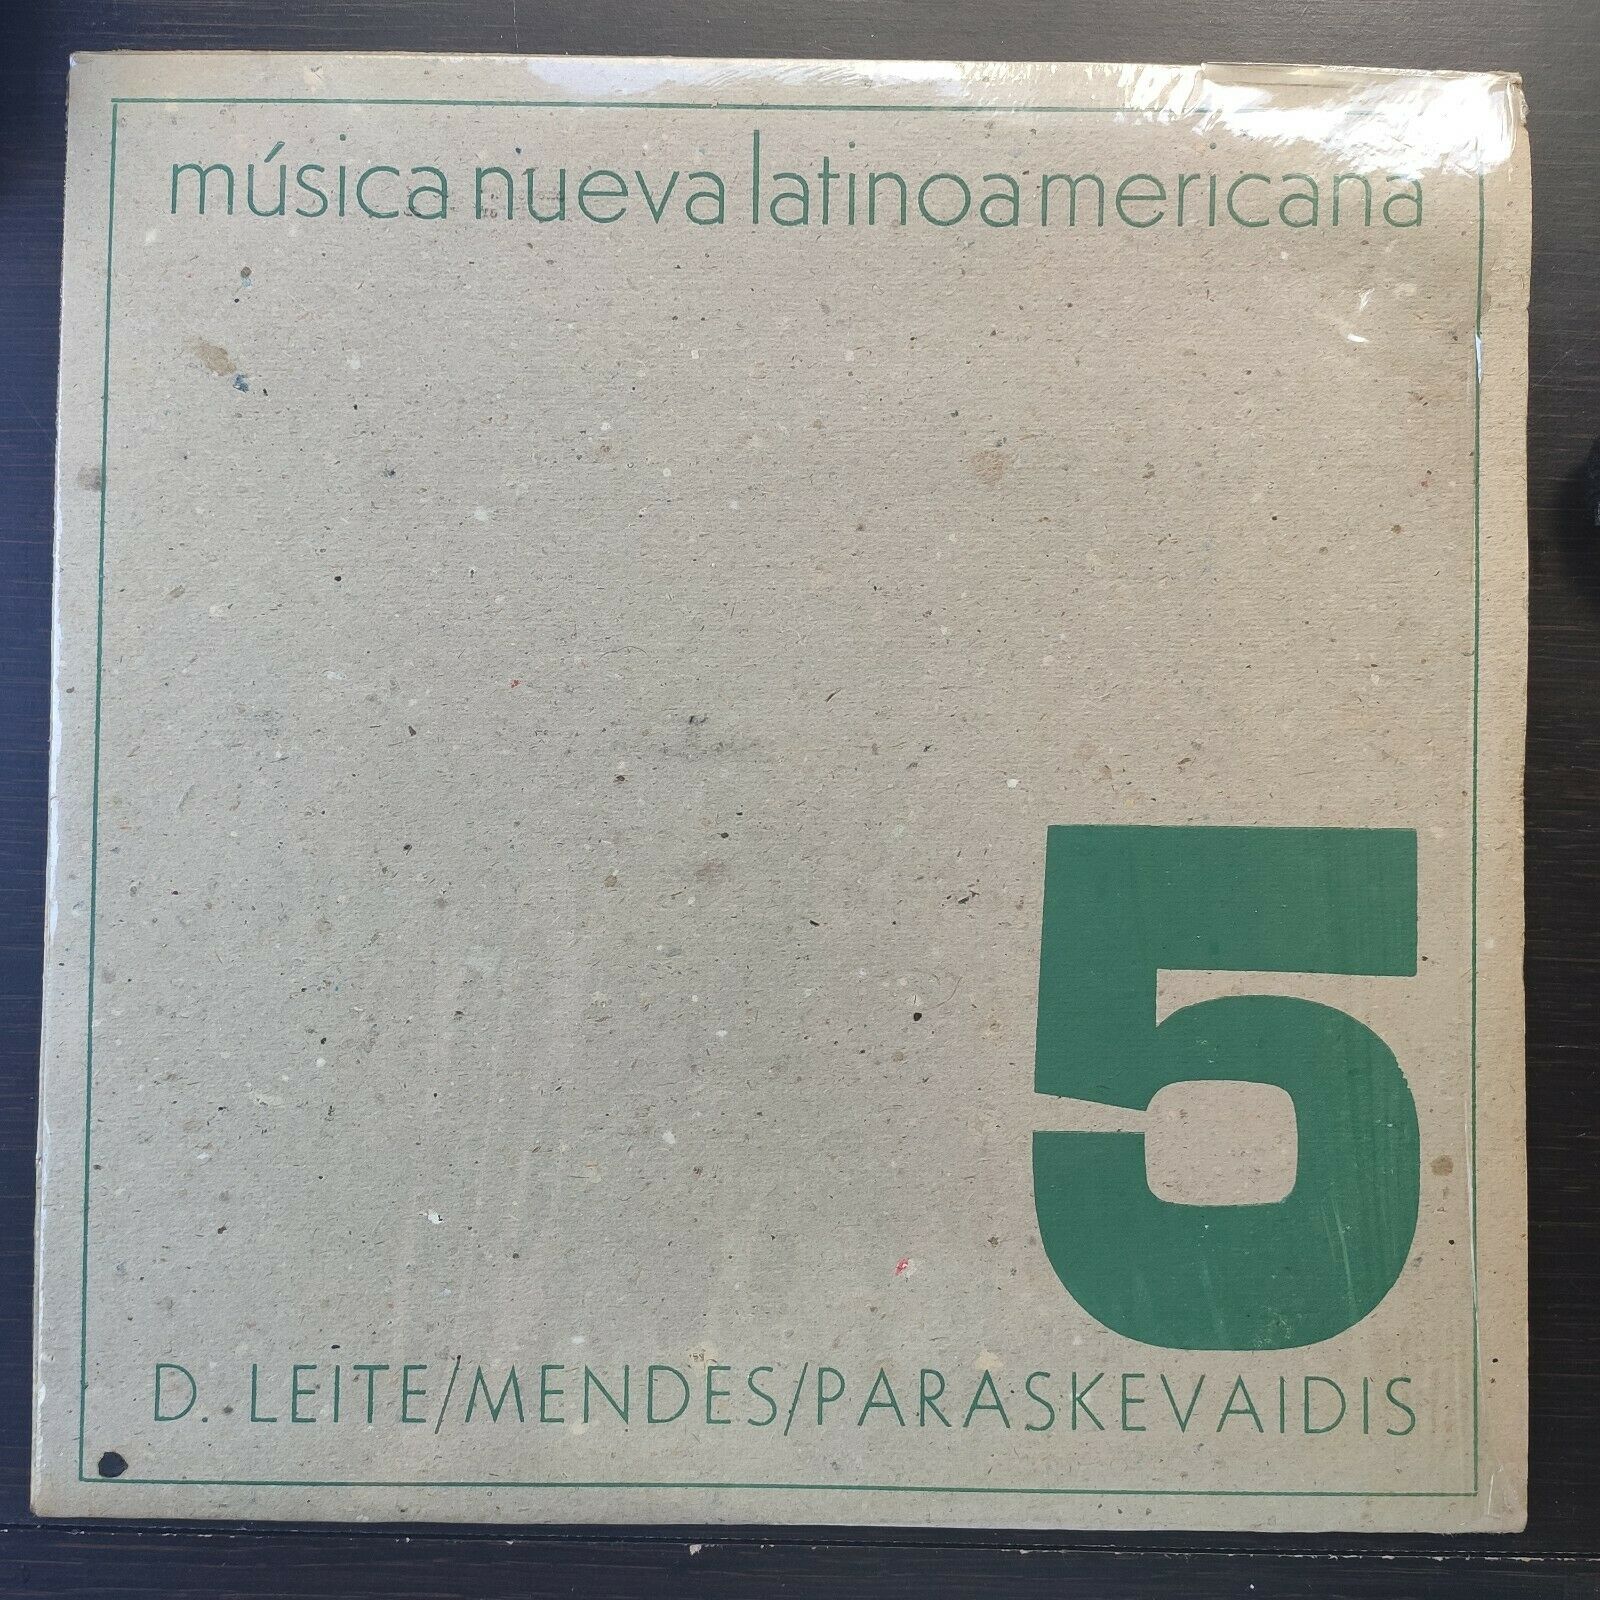 música nueva latinoamericana
5
D. LEITE/MENDES/PARASKEVAIDIS